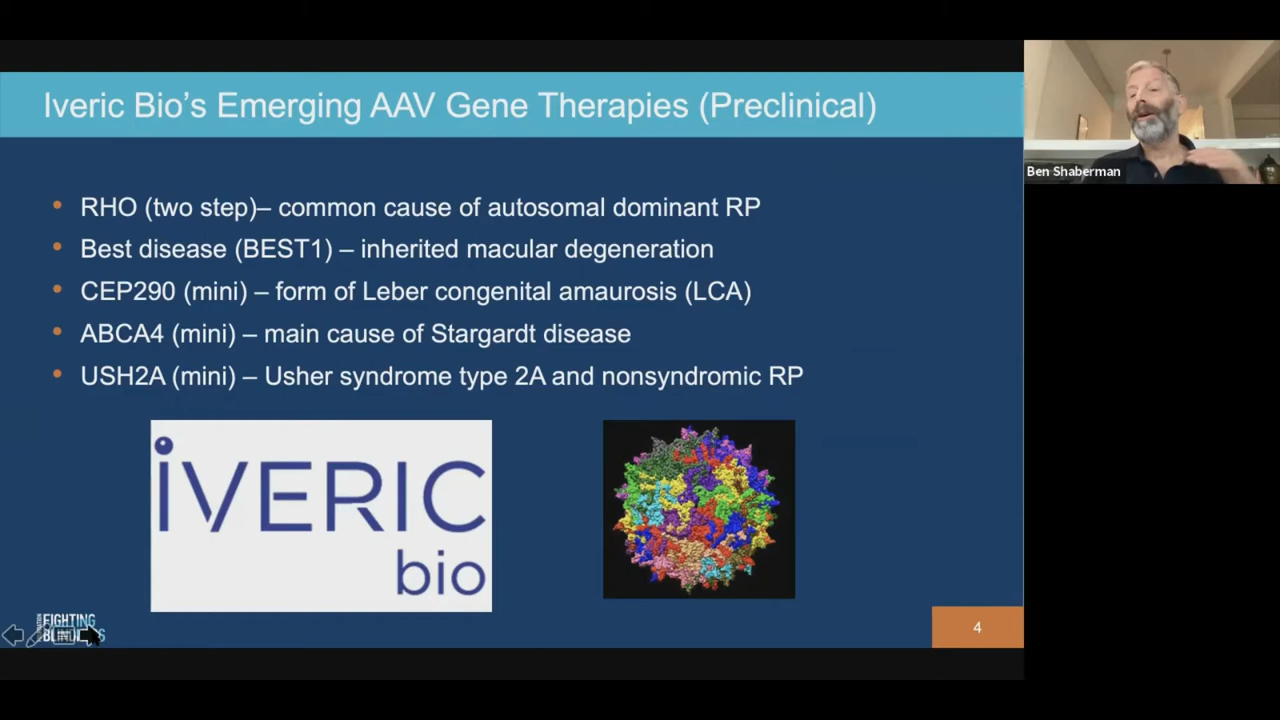 Iveric Bio's Emerging AAV Gene Therapies (Preclinical)
Ben Shaberman
• RHO (two step)– common cause of autosomal dominant RP
• Best disease (BEST1) – inherited macular degeneration
• CEP290 (mini) – form of Leber congenital amaurosis (LCA)
• ABCA4 (mini) – main cause of Stargardt disease
• USH2A (mini) – Usher syndrome type 2A and nonsyndromic RP
iVERIC
bio
FIGHTING
4